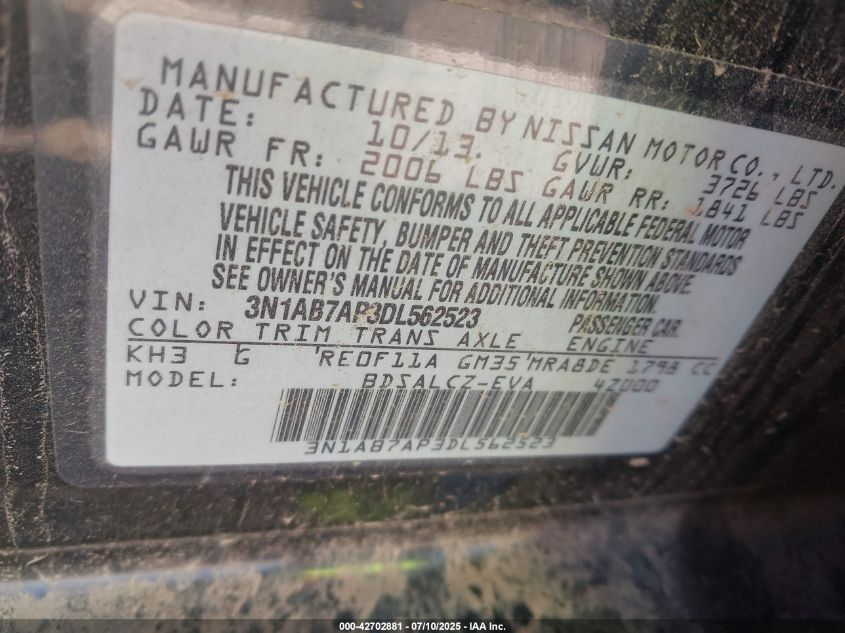 MANUFACTURED BY NISSAN MOTOR CO., LTD.
DATE: 10/13. GVWR: 3726 LBS
GAWR FR: 2006 LBS GAWR RR: 1841 LBS
THIS VEHICLE CONFORMS TO ALL APPLICABLE FEDERAL MOTOR
VEHICLE SAFETY, BUMPER AND THEFT PREVENTION STANDARDS
IN EFFECT ON THE DATE OF MANUFACTURE SHOWN ABOVE.
SEE OWNER'S MANUAL FOR ADDITIONAL INFORMATION.
VIN: 3N1AB7AP3DL562523 PASSENGER CAR.
COLOR TRIM TRANS AXLE ENGINE
KH3 G RE0F11A GM35 MRA8DE 1798 CC
MODEL: BDSALCZ-EVA 4Z000
3N1AB7AP3DL562523
000-42702881 - 07/10/2025 - IAA Inc.